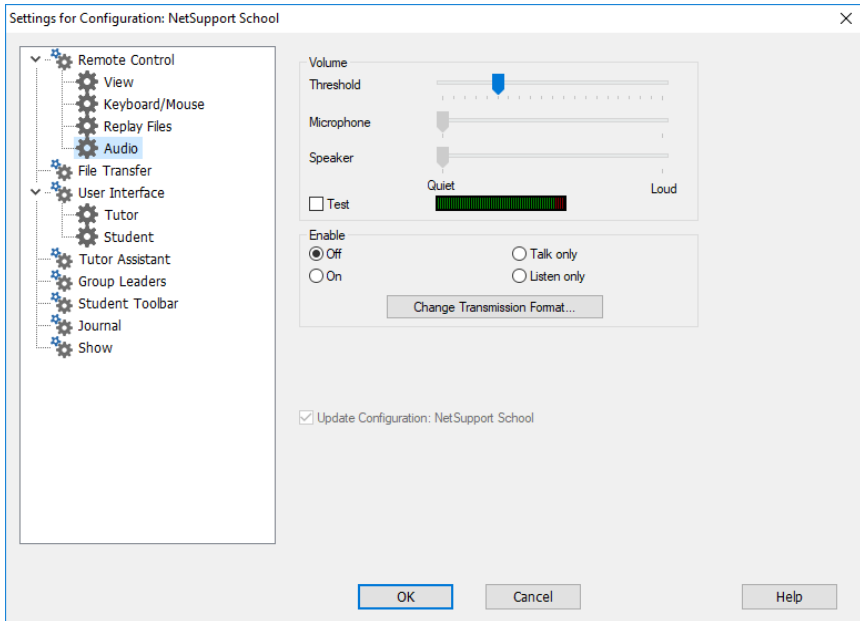 Settings for Configuration: NetSupport School
Remote Control
View
Keyboard/Mouse
Replay Files
Audio
File Transfer
User Interface
Tutor
Student
Tutor Assistant
Group Leaders
Student Toolbar
Journal
Show
Volume
Threshold
Microphone
Speaker
Quiet Loud
Test
Enable
Off Talk only
On Listen only
Change Transmission Format...
Update Configuration: NetSupport School
OK Cancel Help